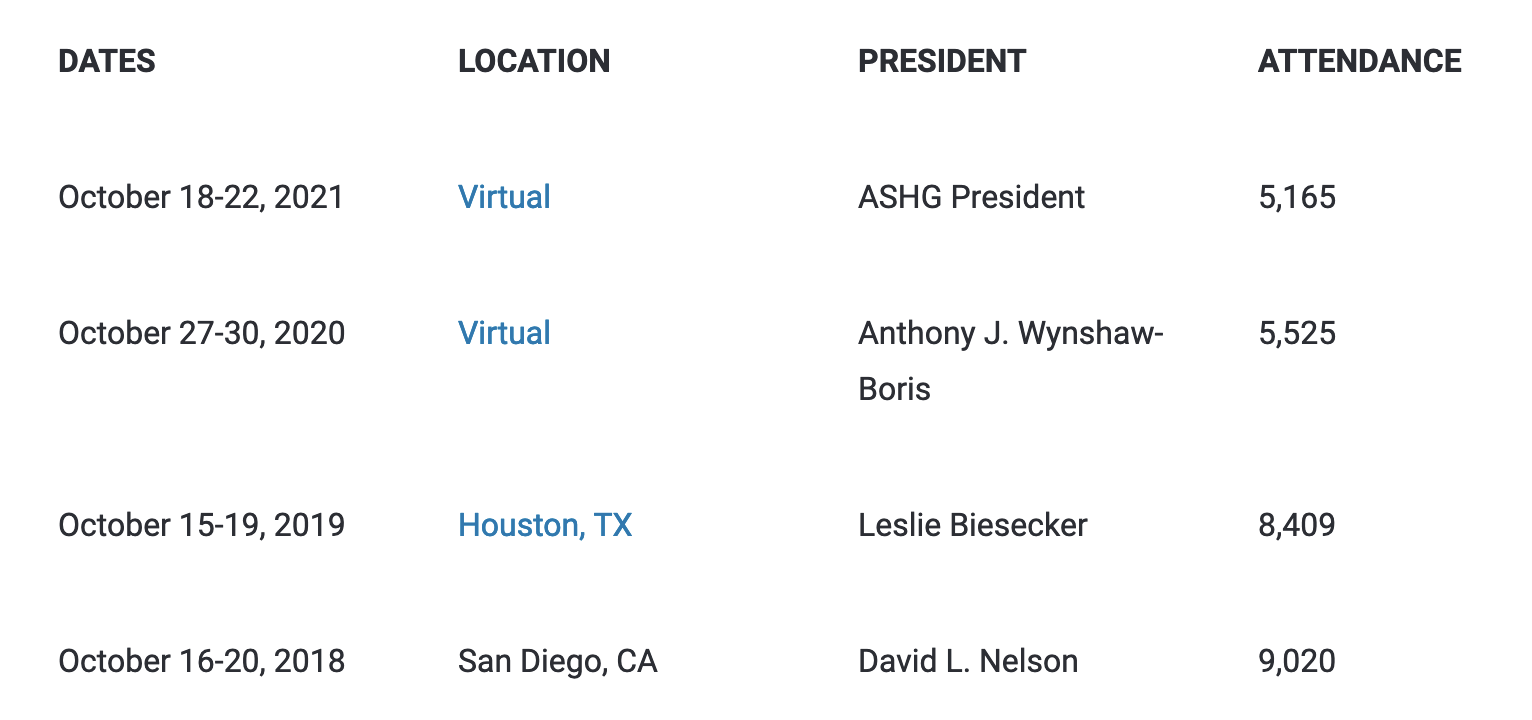 DATES LOCATION PRESIDENT ATTENDANCE
October 18-22, 2021 Virtual ASHG President 5,165
October 27-30, 2020 Virtual Anthony J. Wynshaw- 5,525
Boris
October 15-19, 2019 Houston, TX Leslie Biesecker 8,409
October 16-20, 2018 San Diego, CA David L. Nelson 9,020